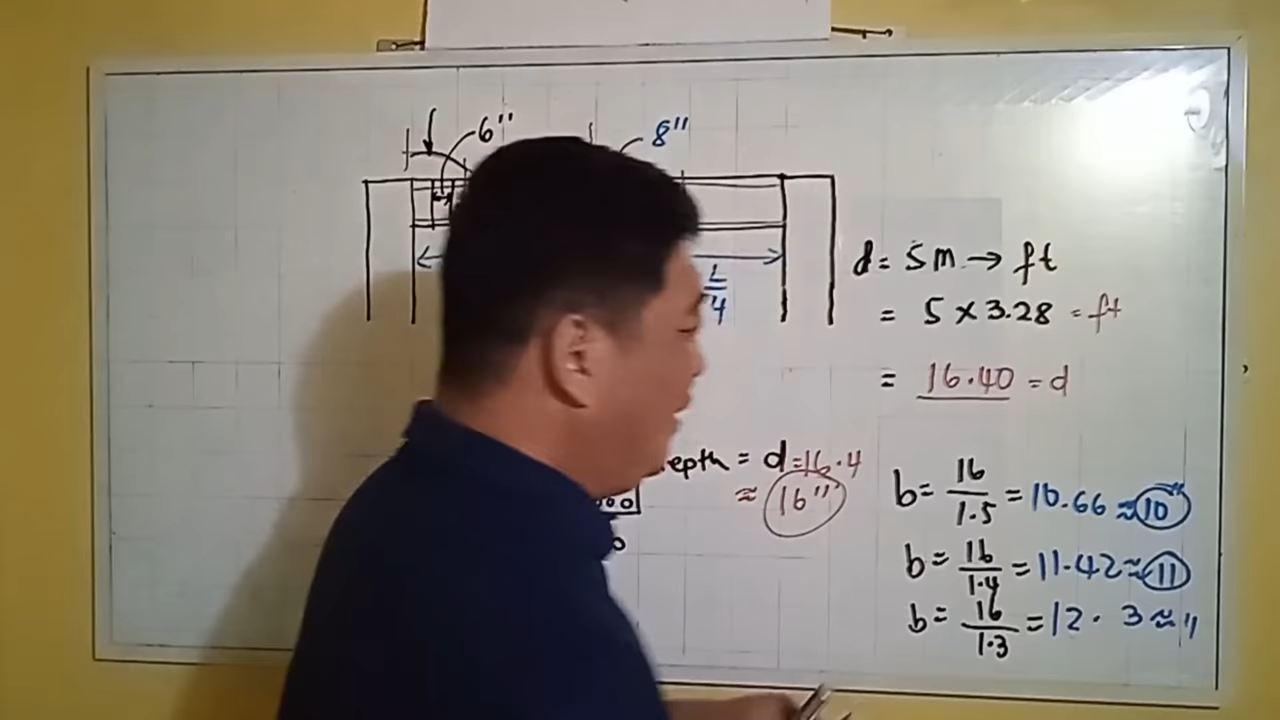 6"
8"
L/4
d = 5m → ft
= 5 × 3.28 = ft
= 16.40 = d
epth = d = 16.4
≈ 16"
b = 16/1.5 = 10.66 ≈ 10"
b = 16/1.4 = 11.42 ≈ 11
b = 16/1.3 = 12.3 ≈ "